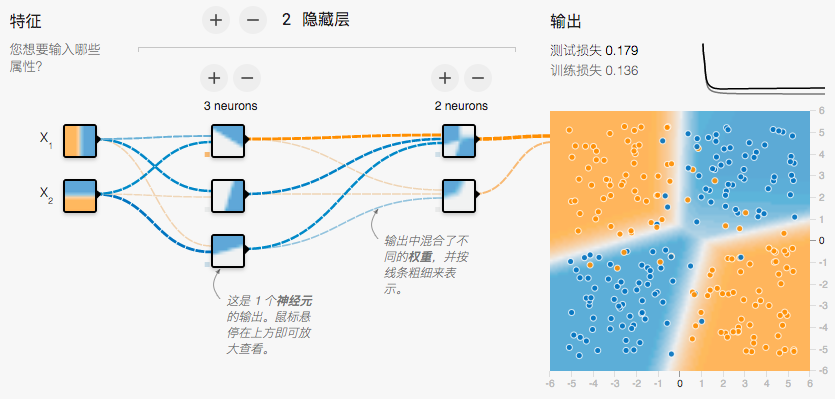 特征
您想要输入哪些
属性?
+ − 2 隐藏层
+ −
3 neurons
+ −
2 neurons
X1
X2
这是 1 个神经元
的输出。鼠标悬
停在上方即可放
大查看。
输出中混合了不
同的权重，并按
线条粗细来表
示。
输出
测试损失 0.179
训练损失 0.136
6
5
4
3
2
1
0
-1
-2
-3
-4
-5
-6
-6 -5 -4 -3 -2 -1 0 1 2 3 4 5 6